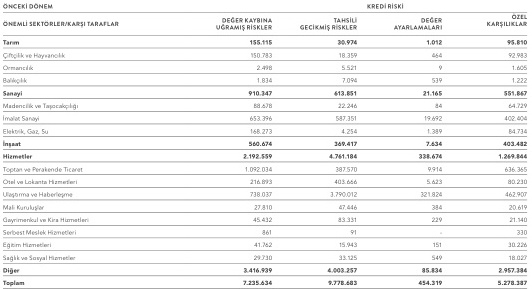 ÖNCEKİ DÖNEM KREDİ RİSKİ
ÖNEMLİ SEKTÖRLER/KARŞI TARAFLAR DEĞER KAYBINA UĞRAMIŞ RİSKLER TAHSİLİ GECİKMİŞ RİSKLER DEĞER AYARLAMALARI ÖZEL KARŞILIKLAR
Tarım 155.115 30.974 1.012 95.810
Çiftçilik ve Hayvancılık 150.783 18.359 464 92.983
Ormancılık 2.498 5.521 9 1.605
Balıkçılık 1.834 7.094 539 1.222
Sanayi 910.347 613.851 21.165 551.867
Madencilik ve Taşocakçılığı 88.678 22.246 84 64.729
İmalat Sanayi 653.396 587.351 19.692 402.404
Elektrik, Gaz, Su 168.273 4.254 1.389 84.734
İnşaat 560.674 369.417 7.634 403.482
Hizmetler 2.192.559 4.761.184 338.674 1.269.844
Toptan ve Perakende Ticaret 1.092.034 387.570 9.914 636.365
Otel ve Lokanta Hizmetleri 216.893 403.666 5.623 80.230
Ulaştırma ve Haberleşme 738.037 3.790.012 321.824 462.907
Mali Kuruluşlar 27.810 47.446 384 20.619
Gayrimenkul ve Kira Hizmetleri 45.432 83.331 229 21.140
Serbest Meslek Hizmetleri 861 91 - 330
Eğitim Hizmetleri 41.762 15.943 151 30.226
Sağlık ve Sosyal Hizmetler 29.730 33.125 549 18.027
Diğer 3.416.939 4.003.257 85.834 2.957.384
Toplam 7.235.634 9.778.683 454.319 5.278.387